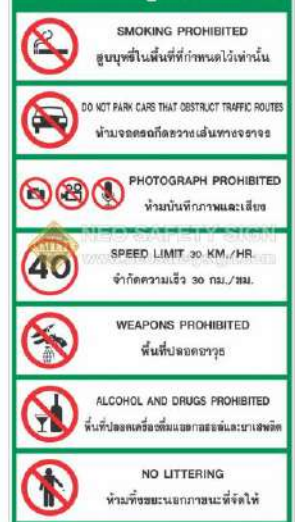 SMOKING PROHIBITED
สูบบุหรี่ในพื้นที่ที่กำหนดไว้เท่านั้น
DO NOT PARK CARS THAT OBSTRUCT TRAFFIC ROUTES
ห้ามจอดรถกีดขวางเส้นทางจราจร
PHOTOGRAPH PROHIBITED
ห้ามบันทึกภาพและเสียง
NEO SAFETY SIGN
40
SPEED LIMIT 30 KM./HR.
จำกัดความเร็ว 30 กม./ชม.
WEAPONS PROHIBITED
พื้นที่ปลอดอาวุธ
ALCOHOL AND DRUGS PROHIBITED
พื้นที่ปลอดเครื่องดื่มแอลกอฮอล์และยาเสพติด
NO LITTERING
ห้ามทิ้งขยะนอกภาชนะที่จัดให้